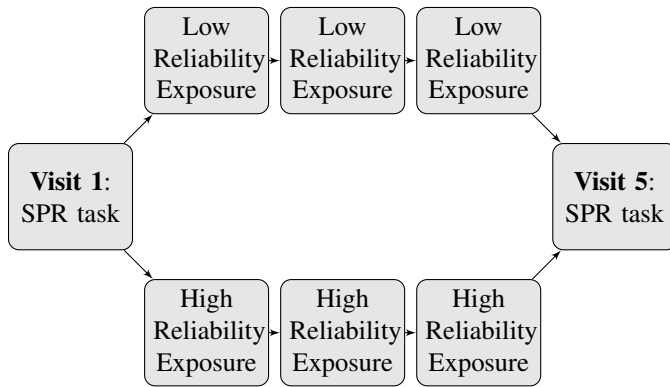 Low
Reliability
Exposure
Low
Reliability
Exposure
Low
Reliability
Exposure
Visit 1:
SPR task
Visit 5:
SPR task
High
Reliability
Exposure
High
Reliability
Exposure
High
Reliability
Exposure